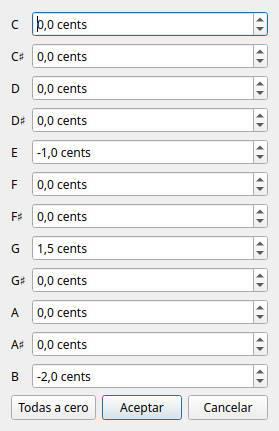 C 0,0 cents
C♯ 0,0 cents
D 0,0 cents
D♯ 0,0 cents
E -1,0 cents
F 0,0 cents
F♯ 0,0 cents
G 1,5 cents
G♯ 0,0 cents
A 0,0 cents
A♯ 0,0 cents
B -2,0 cents
Todas a cero Aceptar Cancelar